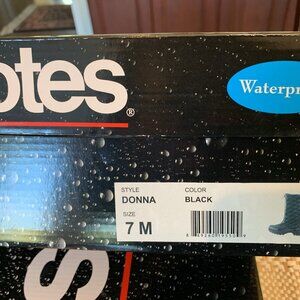 otes®
Waterpr
STYLE COLOR
DONNA BLACK
SIZE
7 M
S